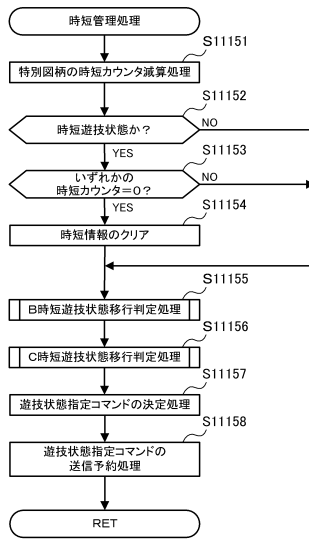 時短管理処理
S11151
特別図柄の時短カウンタ減算処理
S11152
時短遊技状態か？
NO
YES
S11153
いずれかの
時短カウンター＝０？
NO
YES
S11154
時短情報のクリア
S11155
B時短遊技状態移行判定処理
S11156
C時短遊技状態移行判定処理
S11157
遊技状態指定コマンドの決定処理
S11158
遊技状態指定コマンドの
送信予約処理
RET